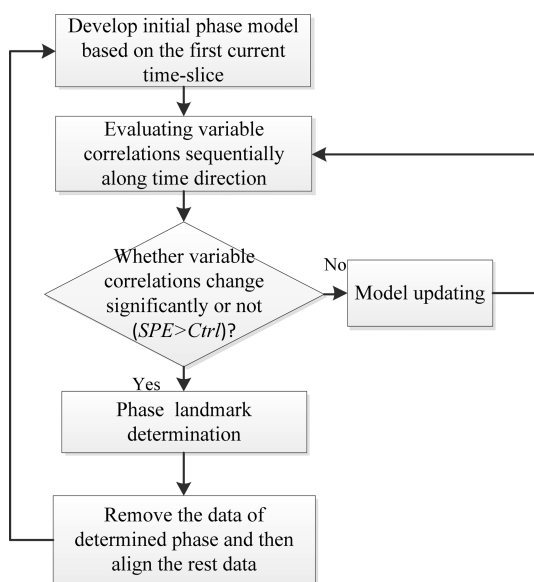 Develop initial phase model
based on the first current
time-slice
Evaluating variable
correlations sequentially
along time direction
Whether variable
correlations change
significantly or not
(SPE>Ctrl)?
No
Model updating
Yes
Phase landmark
determination
Remove the data of
determined phase and then
align the rest data